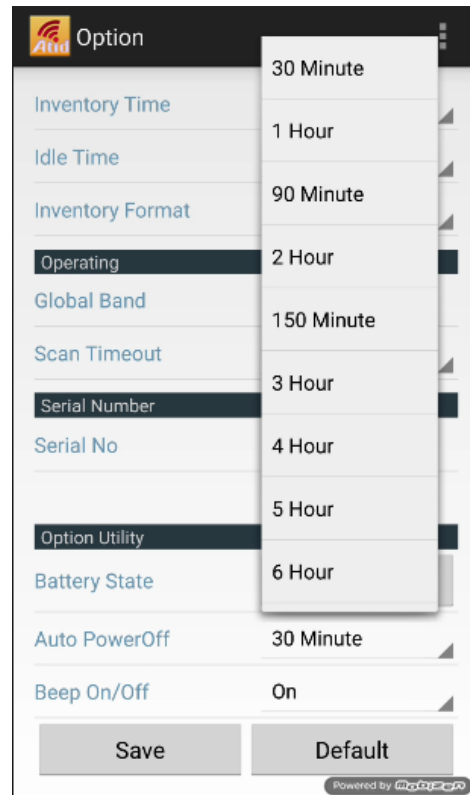 Atid Option
30 Minute
Inventory Time
1 Hour
Idle Time
90 Minute
Inventory Format
2 Hour
Operating
Global Band
150 Minute
Scan Timeout
3 Hour
Serial Number
Serial No
4 Hour
5 Hour
Option Utility
Battery State
6 Hour
Auto PowerOff
30 Minute
Beep On/Off
On
Save
Default
Powered by Mobizen